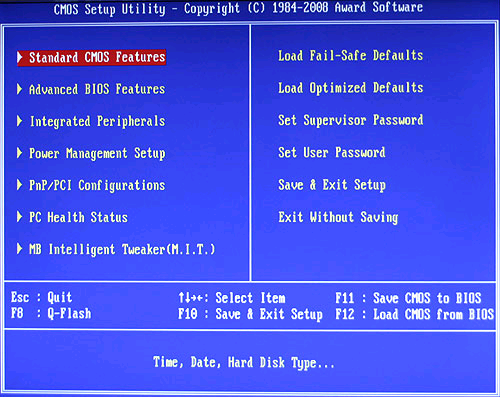 CMOS Setup Utility - Copyright (C) 1984-2008 Award Software
Standard CMOS Features
Advanced BIOS Features
Integrated Peripherals
Power Management Setup
PnP/PCI Configurations
PC Health Status
MB Intelligent Tweaker(M.I.T.)
Load Fail-Safe Defaults
Load Optimized Defaults
Set Supervisor Password
Set User Password
Save & Exit Setup
Exit Without Saving
Esc : Quit
F8 : Q-Flash
↑↓→←: Select Item
F10 : Save & Exit Setup
F11 : Save CMOS to BIOS
F12 : Load CMOS from BIOS
Time, Date, Hard Disk Type...